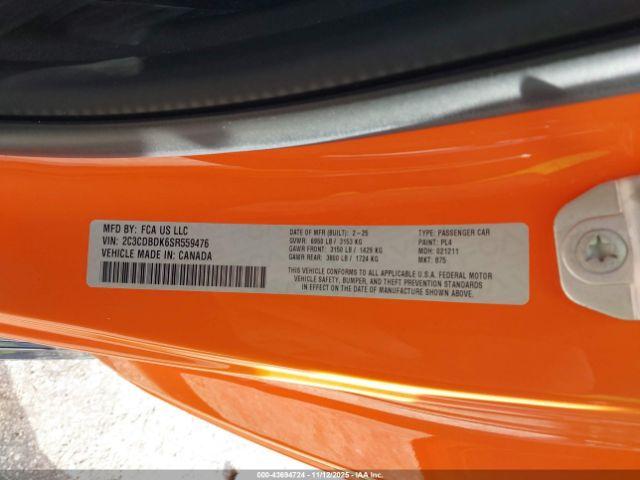 MFD BY: FCA US LLC
VIN: 2C3CDBDK6SR559476
VEHICLE MADE IN: CANADA
DATE OF MFR (BUILT): 2-25
GVWR: 6950 LB / 3153 KG
GAWR FRONT: 3150 LB / 1429 KG
GAWR REAR: 3800 LB / 1724 KG
TYPE: PASSENGER CAR
PAINT: PL4
MDH: 021211
MKT: B75
THIS VEHICLE CONFORMS TO ALL APPLICABLE U.S.A. FEDERAL MOTOR
VEHICLE SAFETY, BUMPER, AND THEFT PREVENTION STANDARDS
IN EFFECT ON THE DATE OF MANUFACTURE SHOWN ABOVE.
000-43694724 - 11/12/2025 - IAAI